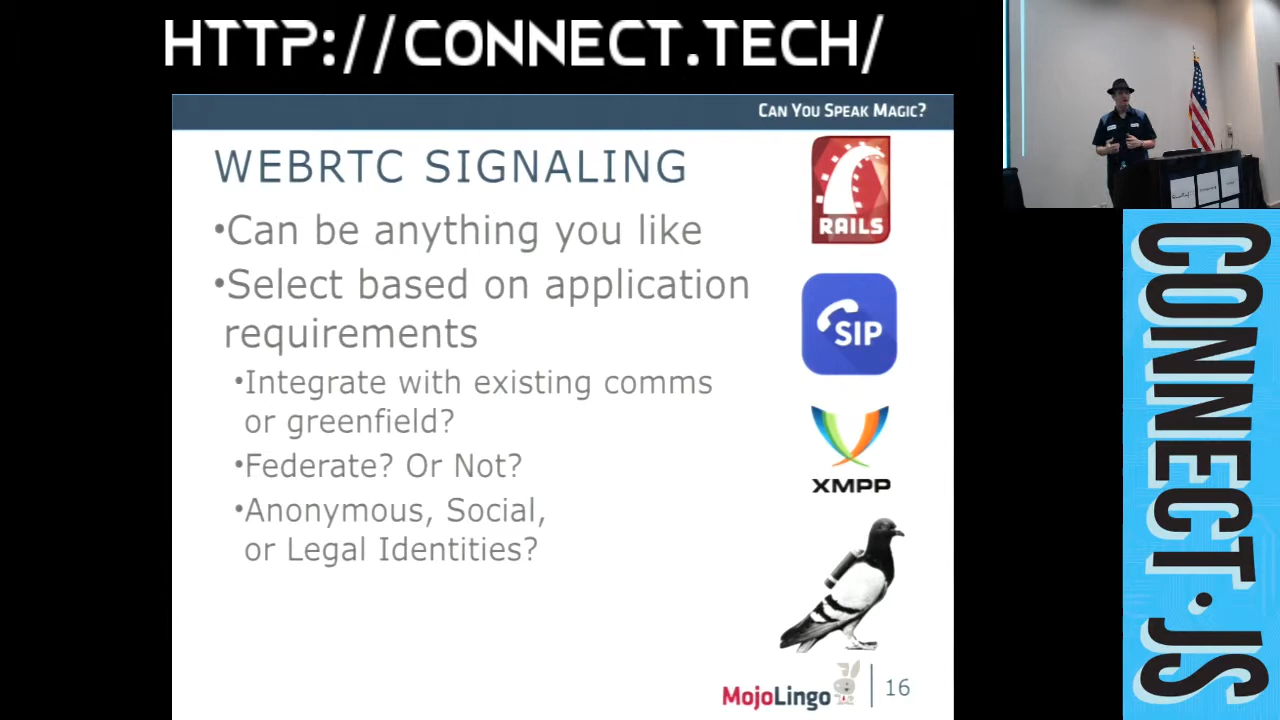 HTTP://CONNECT.TECH/
CAN YOU SPEAK MAGIC?
WEBRTC SIGNALING
•Can be anything you like
•Select based on application
requirements
•Integrate with existing comms
or greenfield?
•Federate? Or Not?
•Anonymous, Social,
or Legal Identities?
RAILS
SIP
XMPP
MojoLingo
16
CONNECT.JS